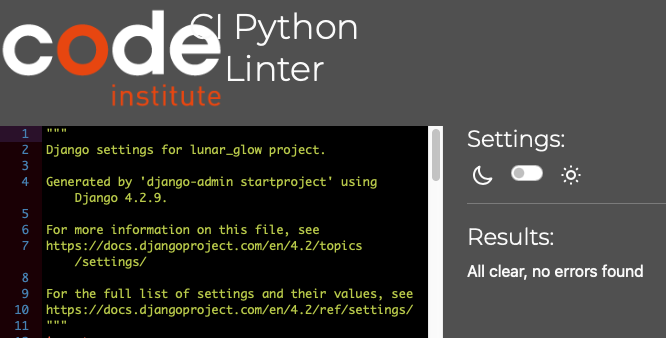 code
institute
CI Python
Linter
1 """
2 Django settings for lunar_glow project.
3
4 Generated by 'django-admin startproject' using
Django 4.2.9.
5
6 For more information on this file, see
7 https://docs.djangoproject.com/en/4.2/topics
/settings/
8
9 For the full list of settings and their values, see
10 https://docs.djangoproject.com/en/4.2/ref/settings/
11 """
Settings:
Results:
All clear, no errors found